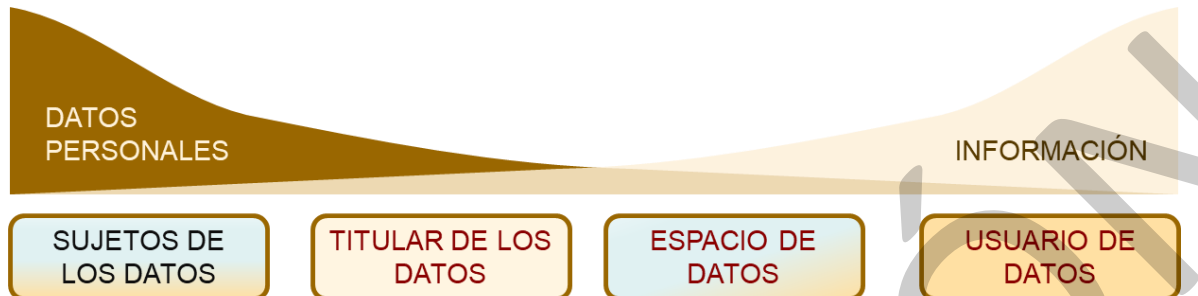 DATOS
PERSONALES
INFORMACIÓN
SUJETOS DE
LOS DATOS
TITULAR DE LOS
DATOS
ESPACIO DE
DATOS
USUARIO DE
DATOS